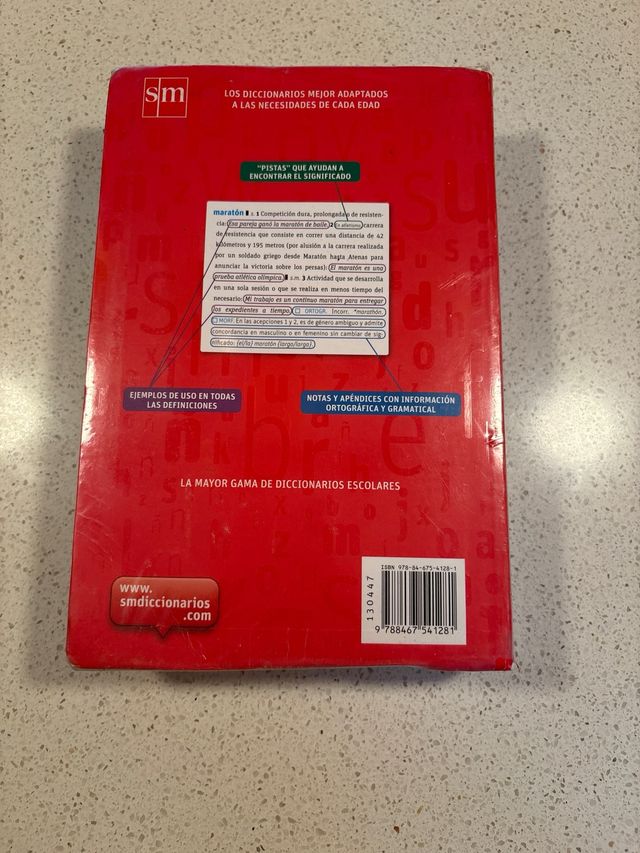 sm
LOS DICCIONARIOS MEJOR ADAPTADOS
A LAS NECESIDADES DE CADA EDAD
"PISTAS" QUE AYUDAN A
ENCONTRAR EL SIGNIFICADO
maratón s. 1 Competición dura, prolongada o de resisten-
cia: Esa pareja ganó la maratón de baile. 2 En atletismo, carrera
de resistencia que consiste en correr una distancia de 42
kilómetros y 195 metros (por alusión a la carrera realizada
por un soldado griego desde Maratón hasta Atenas para
anunciar la victoria sobre los persas): El maratón es una
prueba atlética olímpica. s.m. 3 Actividad que se desarrolla
en una sola sesión o que se realiza en menos tiempo del
necesario: Mi trabajo es un continuo maratón para entregar
los expedientes a tiempo. ORTOGR. Incorr. *marathón.
MORF. En las acepciones 1 y 2, es de género ambiguo y admite
concordancia en masculino o en femenino sin cambiar de sig-
nificado: {el/la} maratón {largo/larga}.
EJEMPLOS DE USO EN TODAS
LAS DEFINICIONES
NOTAS Y APÉNDICES CON INFORMACIÓN
ORTOGRÁFICA Y GRAMATICAL
LA MAYOR GAMA DE DICCIONARIOS ESCOLARES
www.
smdiccionarios
.com
ISBN 978-84-675-4128-1
130447
9 788467 541281